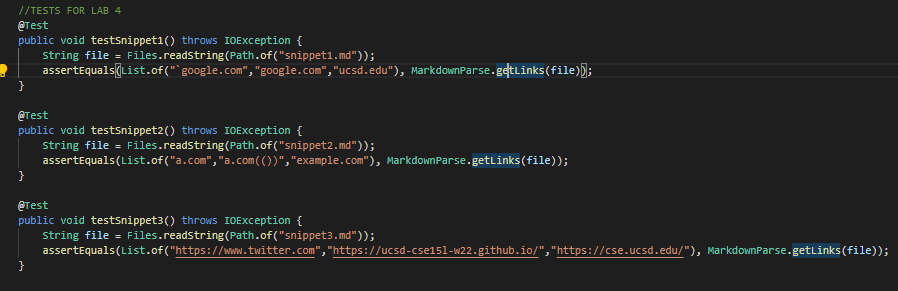 //TESTS FOR LAB 4
@Test
public void testSnippet1() throws IOException {
String file = Files.readString(Path.of("snippet1.md"));
assertEquals(List.of("`google.com","google.com","ucsd.edu"), MarkdownParse.getLinks(file));
}
@Test
public void testSnippet2() throws IOException {
String file = Files.readString(Path.of("snippet2.md"));
assertEquals(List.of("a.com","a.com(())","example.com"), MarkdownParse.getLinks(file));
}
@Test
public void testSnippet3() throws IOException {
String file = Files.readString(Path.of("snippet3.md"));
assertEquals(List.of("https://www.twitter.com","https://ucsd-cse15l-w22.github.io/","https://cse.ucsd.edu/"), MarkdownParse.getLinks(file));
}